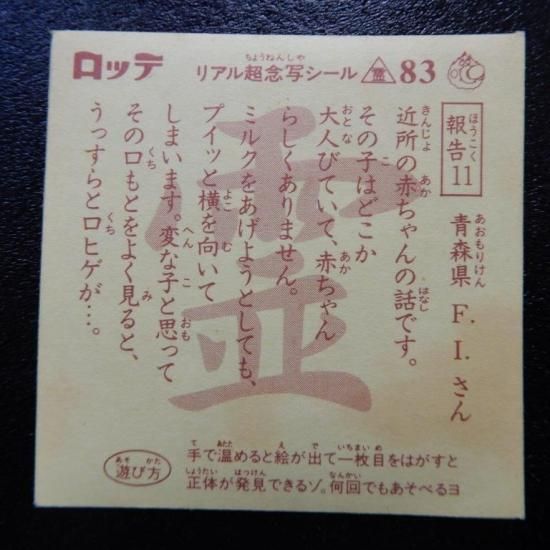 ロッテ
リアル超念写シール 霊 83
報告11 青森県 F.I.さん
近所の赤ちゃんの話です。
その子はどこか
大人びていて、赤ちゃん
らしくありません。
ミルクをあげようとしても、
プイッと横を向いて
しまいます。変な子と思って
その口もとをよく見ると、
うっすらと口ヒゲが…。
霊
遊び方
手で温めると絵が出て一枚目をはがすと
正体が発見できるゾ。何回でもあそべるヨ